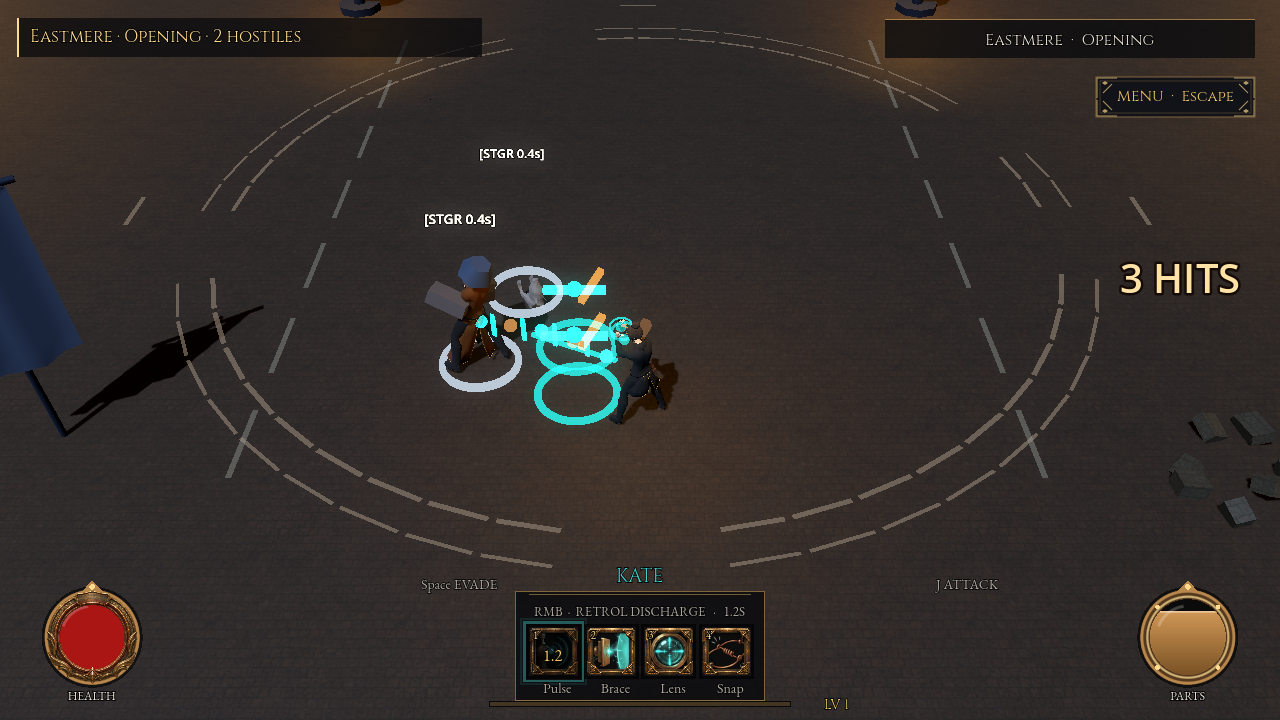 Eastmere · Opening · 2 hostiles
Eastmere · Opening
MENU · Escape
[STGR 0.4s]
[STGR 0.4s]
3 HITS
KATE
Space EVADE
J ATTACK
RMB · RETROL DISCHARGE · 1.2S
1 2 3 4
1.2
Pulse Brace Lens Snap
HEALTH
PARTS
LV 1